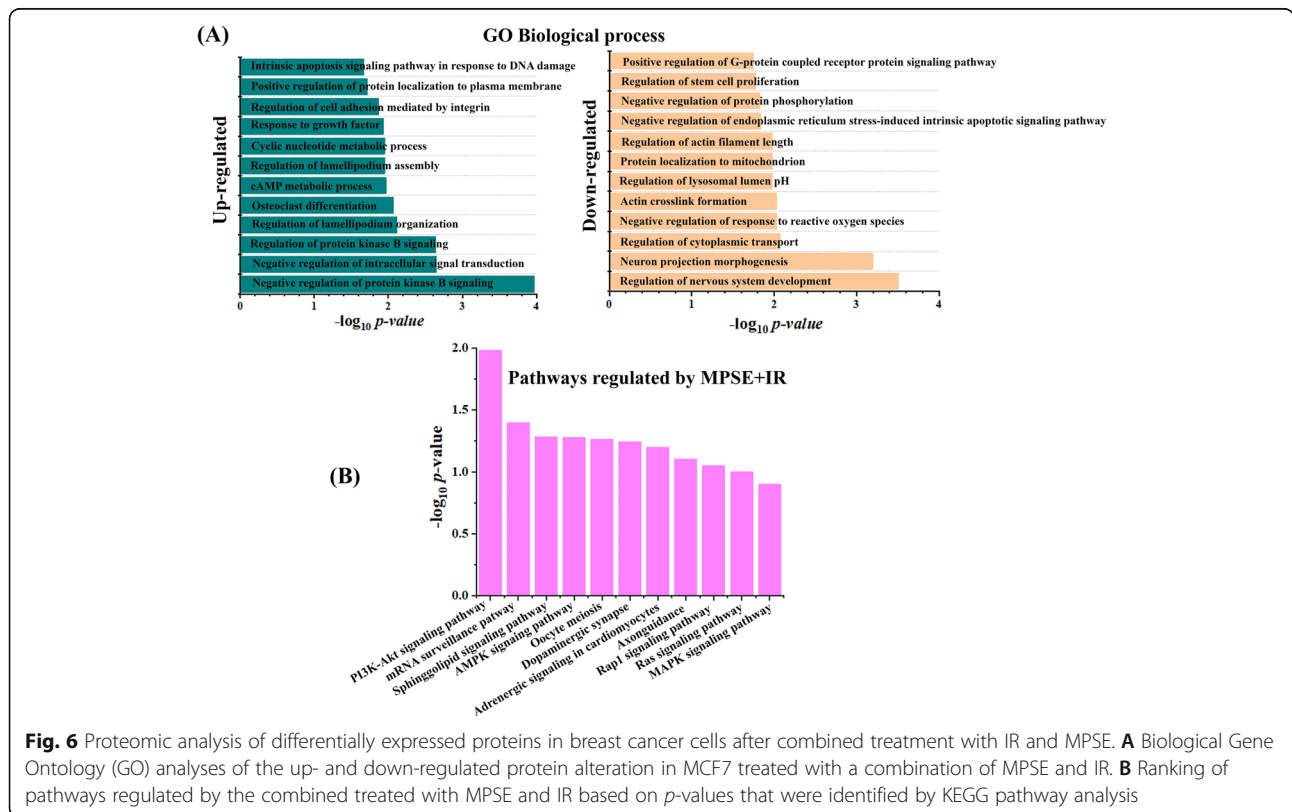 (A)
GO Biological process
Up-regulated
Intrinsic apoptosis signaling pathway in response to DNA damage
Positive regulation of protein localization to plasma membrane
Regulation of cell adhesion mediated by integrin
Response to growth factor
Cyclic nucleotide metabolic process
Regulation of lamellipodium assembly
cAMP metabolic process
Osteoclast differentiation
Regulation of lamellipodium organization
Regulation of protein kinase B signaling
Negative regulation of intracellular signal transduction
Negative regulation of protein kinase B signaling
0 1 2 3 4
-log10 p-value
Down-regulated
Positive regulation of G-protein coupled receptor protein signaling pathway
Regulation of stem cell proliferation
Negative regulation of protein phosphorylation
Negative regulation of endoplasmic reticulum stress-induced intrinsic apoptotic signaling pathway
Regulation of actin filament length
Protein localization to mitochondrion
Regulation of lysosomal lumen pH
Actin crosslink formation
Negative regulation of response to reactive oxygen species
Regulation of cytoplasmic transport
Neuron projection morphogenesis
Regulation of nervous system development
0 1 2 3 4
-log10 p-value
(B)
Pathways regulated by MPSE+IR
-log10 p-value
2.0
1.5
1.0
0.5
0.0
PI3K-Akt signaling pathway
mRNA surveillance patway
Sphinggolipid signaling pathway
AMPK signaing pathway
Oocyte meiosis
Dopaminergic synapse
Adrenergic signaling in cardiomyocytes
Axonguidance
Rap1 signaling pathway
Ras signaling pathway
MAPK signaling pathway
Fig. 6 Proteomic analysis of differentially expressed proteins in breast cancer cells after combined treatment with IR and MPSE. A Biological Gene
Ontology (GO) analyses of the up- and down-regulated protein alteration in MCF7 treated with a combination of MPSE and IR. B Ranking of
pathways regulated by the combined treated with MPSE and IR based on p-values that were identified by KEGG pathway analysis